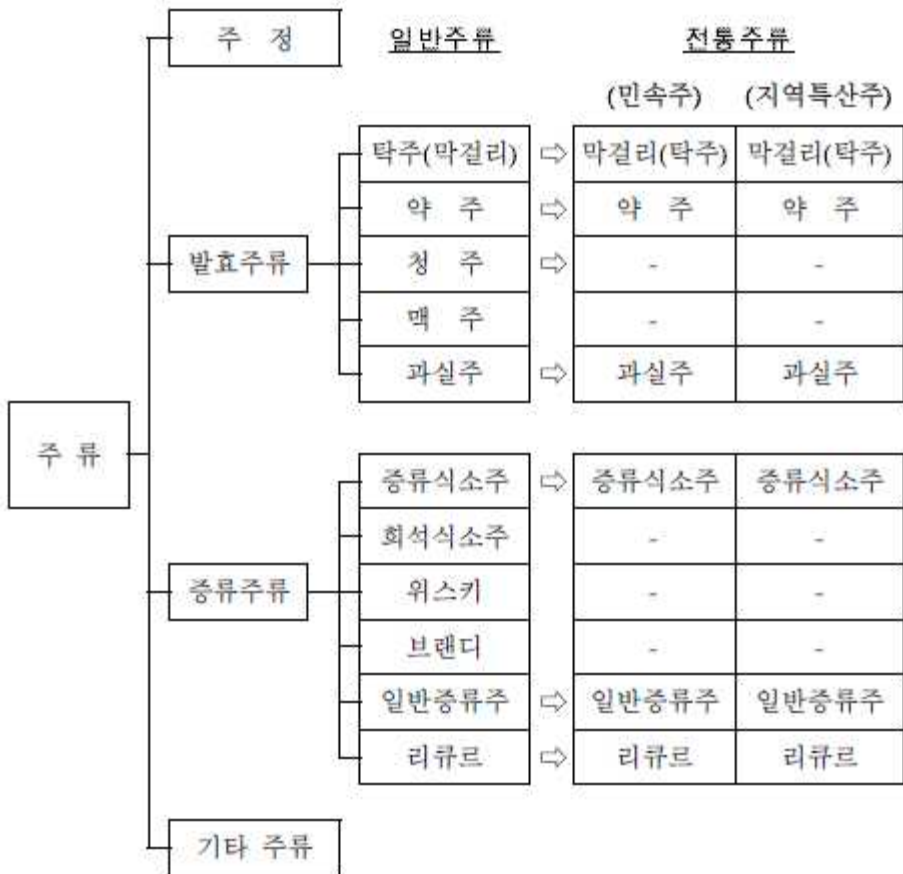 주 정
일반주류 전통주류
(민속주) (지역특산주)
탁주(막걸리) ⇨ 막걸리(탁주) 막걸리(탁주)
약 주 ⇨ 약 주 약 주
발효주류 청 주 ⇨ - -
맥 주 - -
과실주 ⇨ 과실주 과실주
주 류
증류식소주 ⇨ 증류식소주 증류식소주
희석식소주 - -
증류주류 위스키 - -
브랜디 - -
일반증류주 ⇨ 일반증류주 일반증류주
리큐르 ⇨ 리큐르 리큐르
기타 주류